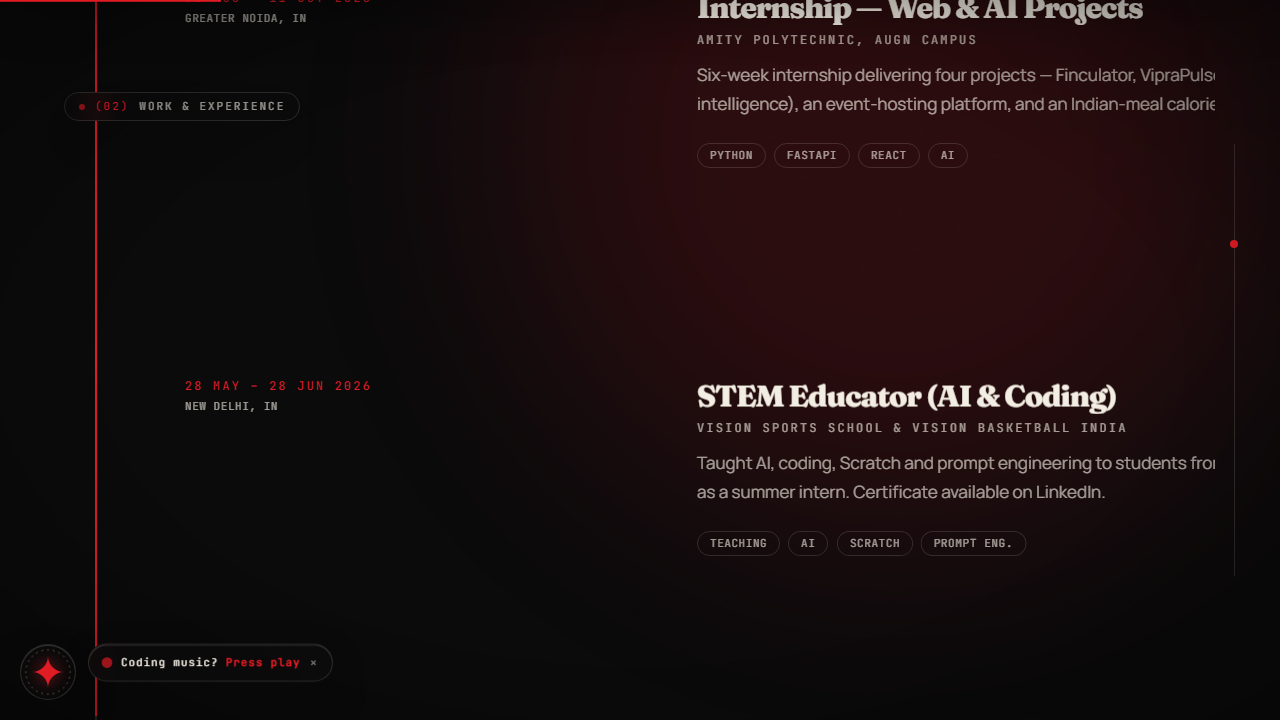 GREATER NOIDA, IN
Internship — Web & AI Projects
AMITY POLYTECHNIC, AUGN CAMPUS
Six-week internship delivering four projects — Finculator, VipraPuls
intelligence), an event-hosting platform, and an Indian-meal calorie
PYTHON
FASTAPI
REACT
AI
(02) WORK & EXPERIENCE
28 MAY – 28 JUN 2026
NEW DELHI, IN
STEM Educator (AI & Coding)
VISION SPORTS SCHOOL & VISION BASKETBALL INDIA
Taught AI, coding, Scratch and prompt engineering to students from
as a summer intern. Certificate available on LinkedIn.
TEACHING
AI
SCRATCH
PROMPT ENG.
Coding music? Press play ×